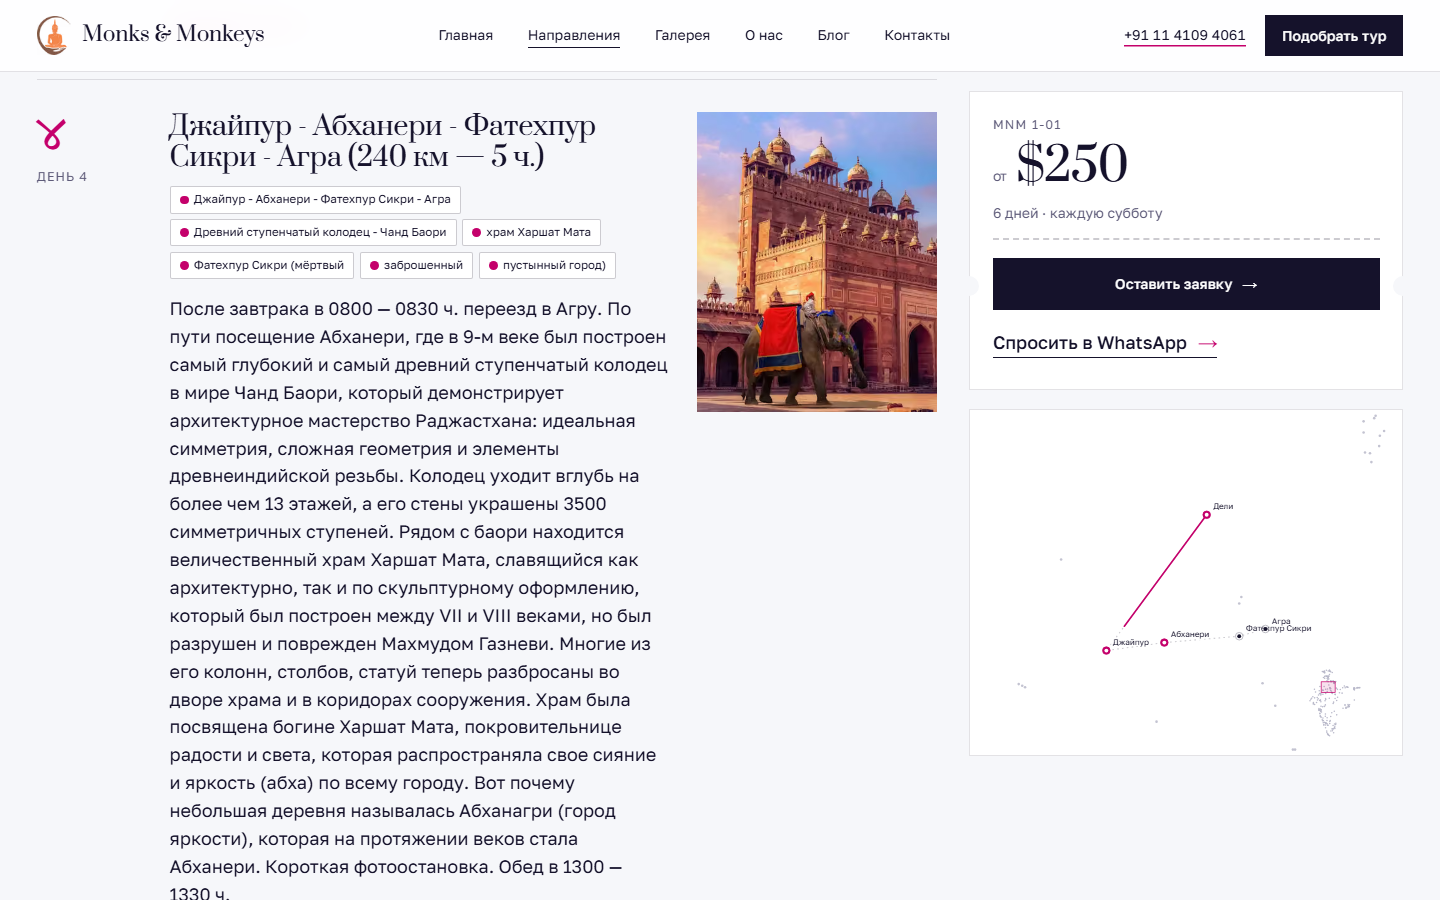 Monks & Monkeys
Главная
Направления
Галерея
О нас
Блог
Контакты
+91 11 4109 4061
Подобрать тур
ДЕНЬ 4
Джайпур - Абханери - Фатехпур
Сикри - Агра (240 км — 5 ч.)
Джайпур - Абханери - Фатехпур Сикри - Агра
Древний ступенчатый колодец - Чанд Баори
храм Харшат Мата
Фатехпур Сикри (мёртвый
заброшенный
пустынный город)
После завтрака в 0800 — 0830 ч. переезд в Агру. По
пути посещение Абханери, где в 9-м веке был построен
самый глубокий и самый древний ступенчатый колодец
в мире Чанд Баори, который демонстрирует
архитектурное мастерство Раджастхана: идеальная
симметрия, сложная геометрия и элементы
древнеиндийской резьбы. Колодец уходит вглубь на
более чем 13 этажей, а его стены украшены 3500
симметричных ступеней. Рядом с баори находится
величественный храм Харшат Мата, славящийся как
архитектурно, так и по скульптурному оформлению,
который был построен между VII и VIII веками, но был
разрушен и поврежден Махмудом Газневи. Многие из
его колонн, столбов, статуй теперь разбросаны во
дворе храма и в коридорах сооружения. Храм была
посвящена богине Харшат Мата, покровительнице
радости и света, которая распространяла свое сияние
и яркость (абха) по всему городу. Вот почему
небольшая деревня называлась Абханагри (город
яркости), которая на протяжении веков стала
Абханери. Короткая фотоостановка. Обед в 1300 —
1330 ч.
MNM 1-01
от $250
6 дней · каждую субботу
Оставить заявку →
Спросить в WhatsApp →
Дели
Агра
Фатехпур Сикри
Абханери
Джайпур